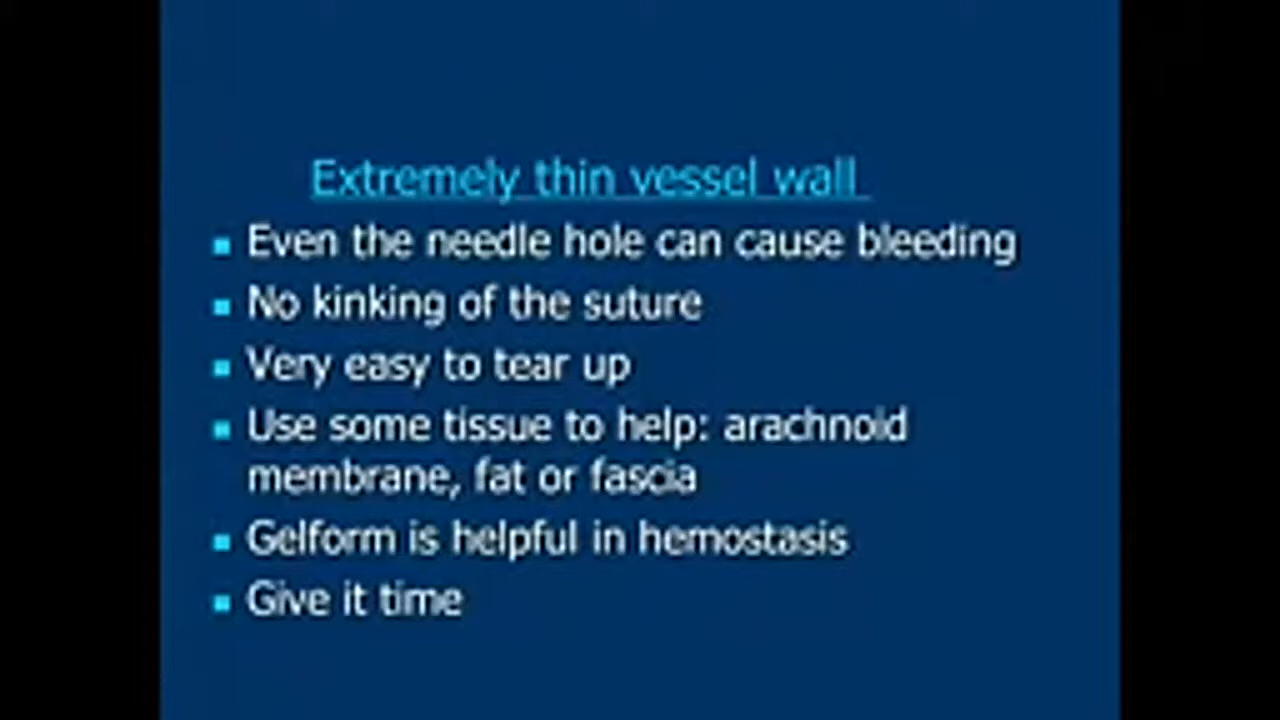 Extremely thin vessel wall
Even the needle hole can cause bleeding
No kinking of the suture
Very easy to tear up
Use some tissue to help: arachnoid
membrane, fat or fascia
Gelform is helpful in hemostasis
Give it time